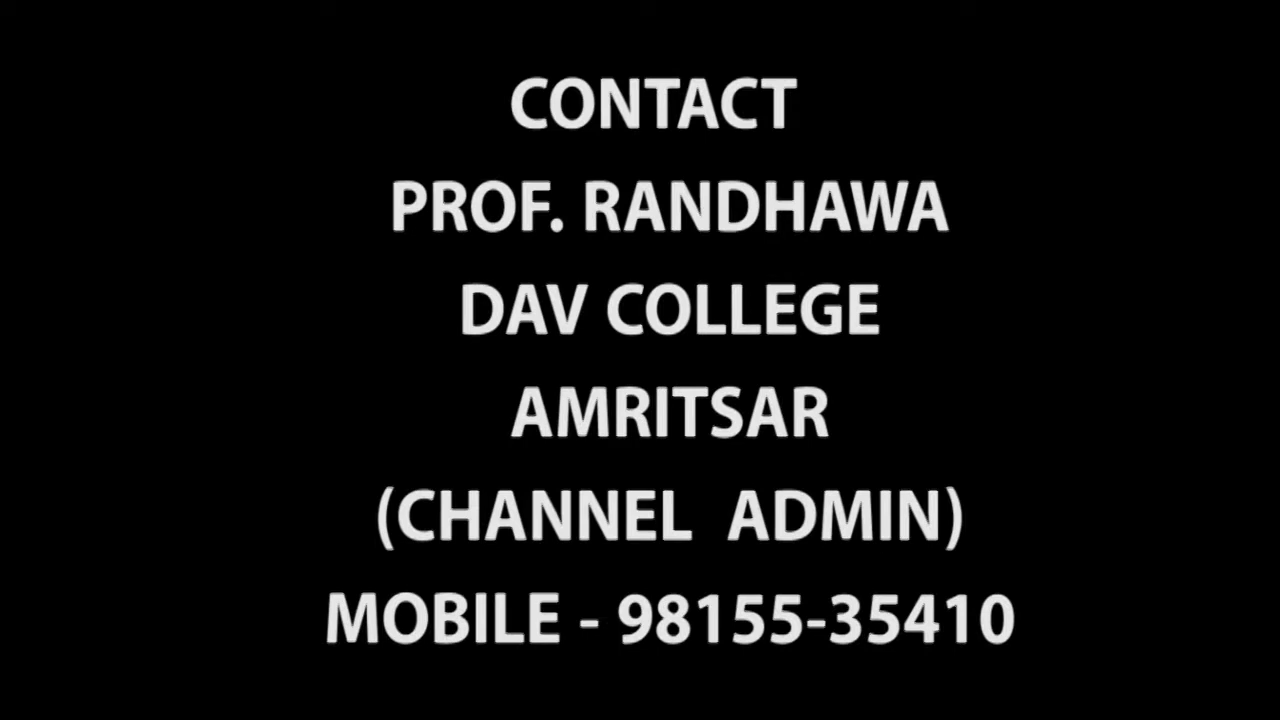 CONTACT
PROF. RANDHAWA
DAV COLLEGE
AMRITSAR
(CHANNEL ADMIN)
MOBILE - 98155-35410